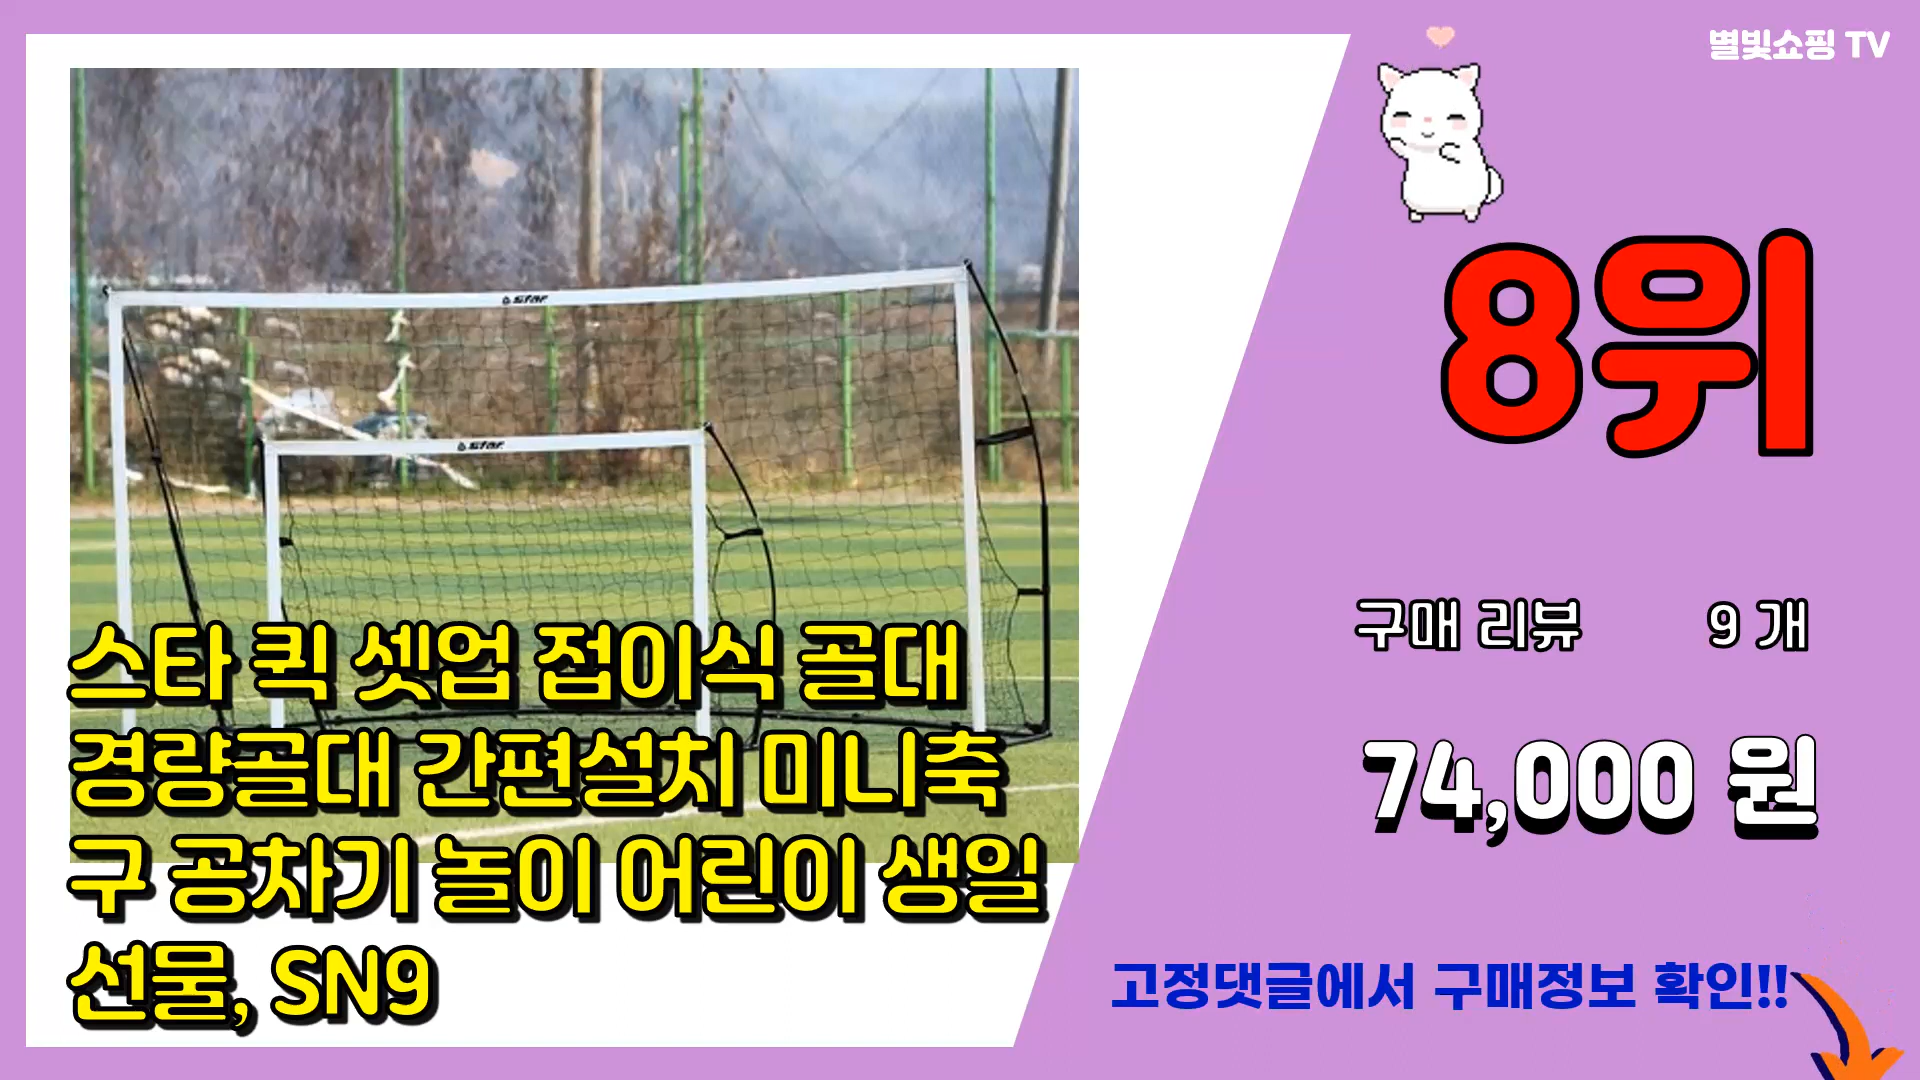 별빛쇼핑 TV
8위
star
star
스타 퀵 셋업 접이식 골대
경량골대 간편설치 미니축
구 공차기 놀이 어린이 생일
선물, SN9
구매 리뷰 9 개
74,000 원
고정댓글에서 구매정보 확인!!